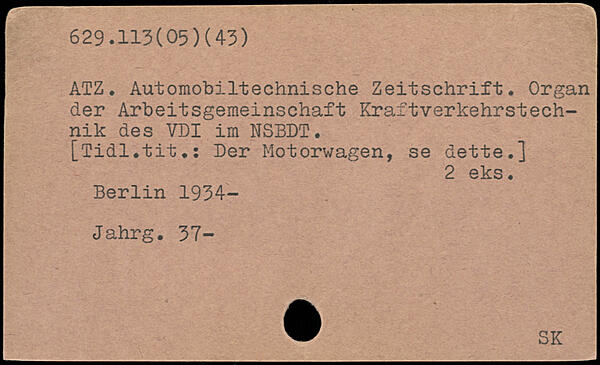 629.113(05)(43)
ATZ. Automobiltechnische Zeitschrift. Organ
der Arbeitsgemeinschaft Kraftverkehrstech-
nik des VDI im NSBDT.
[Tidl.tit.: Der Motorwagen, se dette.]
2 eks.
Berlin 1934-
Jahrg. 37-
SK